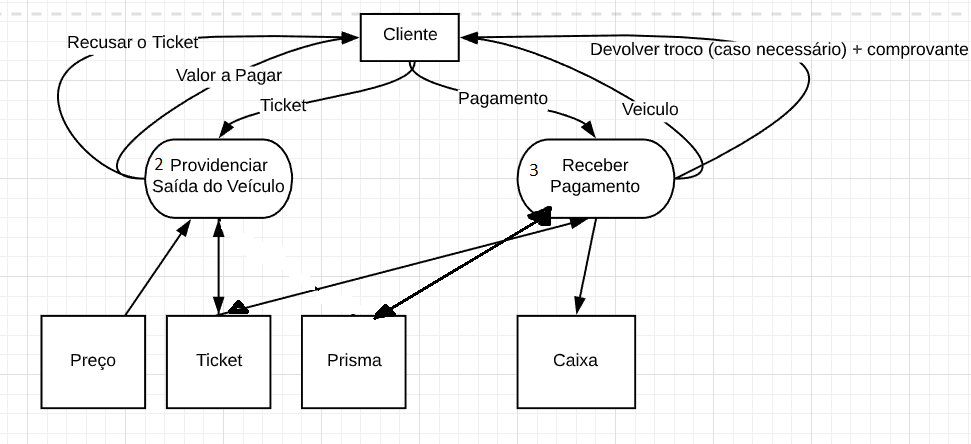 Cliente
Recusar o Ticket
Devolver troco (caso necessário) + comprovante
Valor a Pagar
Ticket
Pagamento
Veiculo
2 Providenciar
Saída do Veículo
3 Receber
Pagamento
Preço
Ticket
Prisma
Caixa